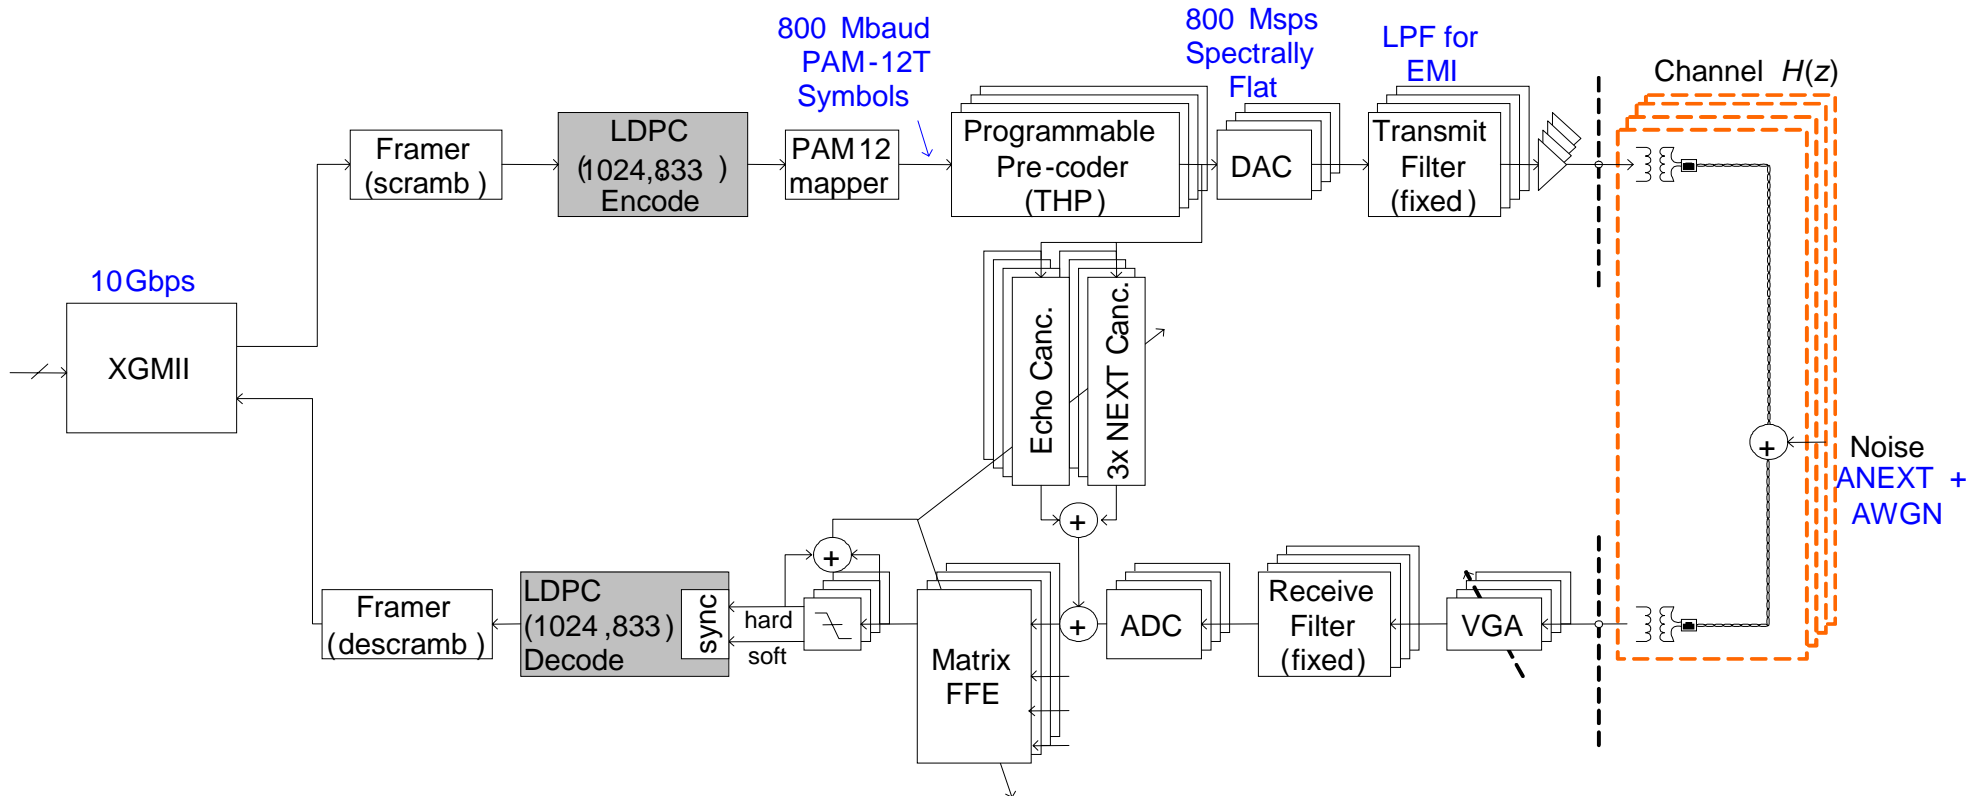 800 Mbaud
PAM-12T
Symbols
800 Msps
Spectrally
Flat
LPF for
EMI
Channel H(z)
Framer
(scramb )
LDPC
(1024,833 )
Encode
PAM12
mapper
Programmable
Pre-coder
(THP)
DAC
Transmit
Filter
(fixed )
10Gbps
XGMII
Echo Canc.
3x NEXT Canc.
+
Noise
ANEXT +
AWGN
+
+
Framer
(descramb )
LDPC
(1024 ,833)
Decode
sync
hard
soft
Matrix
FFE
+
ADC
Receive
Filter
(fixed)
VGA